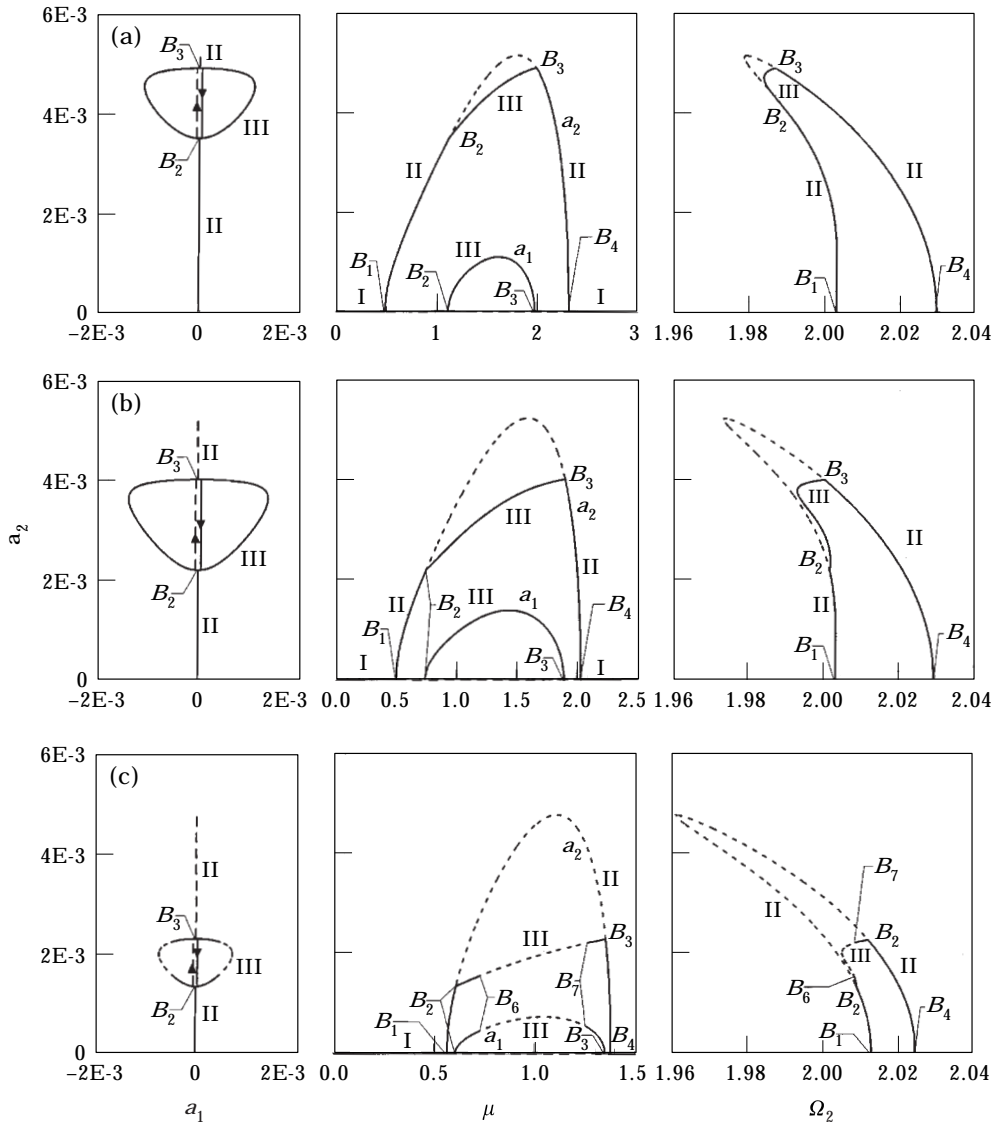 (a)
6E-3
4E-3
2E-3
0
B3
II
III
B2
II
−2E-3
0
2E-3
B3
III
B2
a2
II
II
III
a1
B1
B2
B3
B4
I
I
0
1
2
3
B3
III
B2
II
II
B1
B4
1.96
1.98
2.00
2.02
2.04
(b)
6E-3
4E-3
2E-3
0
B3
II
III
B2
II
−2E-3
0
2E-3
B3
a2
III
II
II
B2
III
a1
B1
B3
B4
I
I
0.0
0.5
1.0
1.5
2.0
2.5
B3
III
II
B2
II
B1
B4
1.96
1.98
2.00
2.02
2.04
a2
(c)
6E-3
4E-3
2E-3
0
II
B3
III
B2
II
−2E-3
0
2E-3
a2
II
III
B3
B2
B6
B7
B1
I
a1
III
B3
B4
0.0
0.5
1.0
1.5
B7
II
B2
III
II
B6
B2
B1
B4
1.96
1.98
2.00
2.02
2.04
a1
μ
Ω2